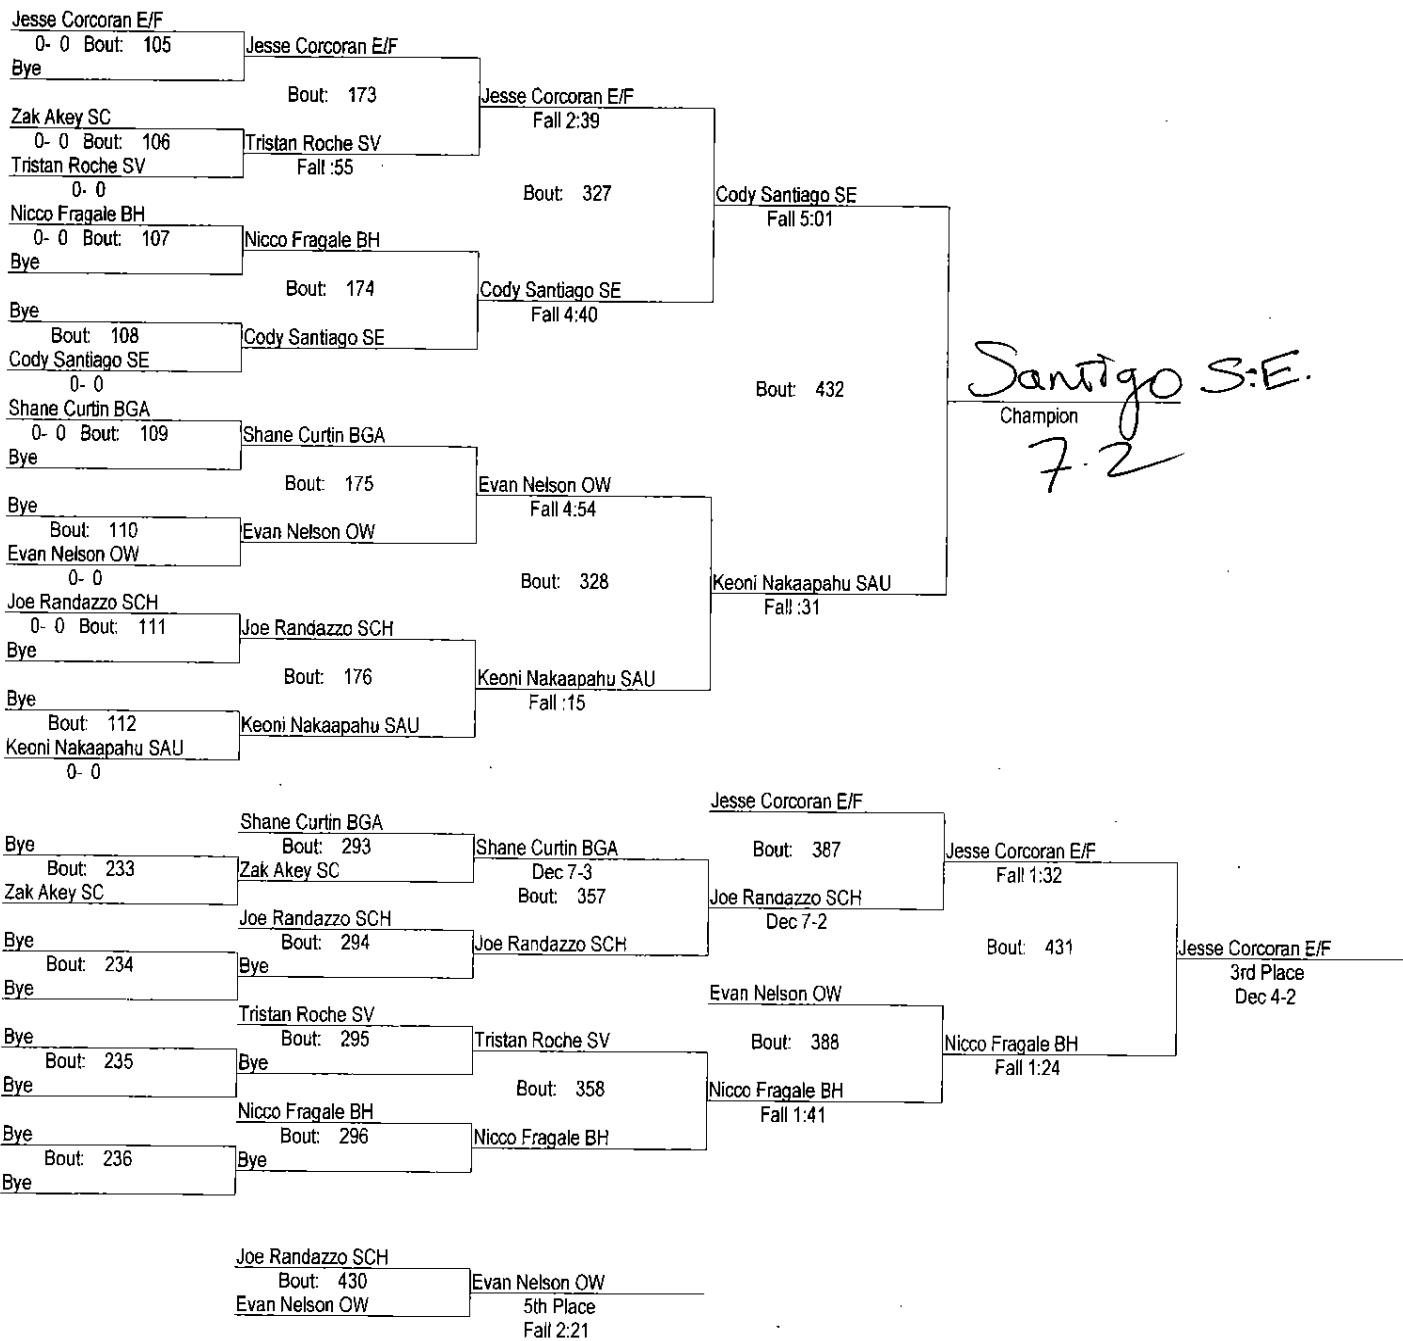 Jesse Corcoran E/F
0- 0 Bout: 105
Bye
Jesse Corcoran E/F
Bout: 173
Zak Akey SC
0- 0 Bout: 106
Tristan Roche SV
0- 0
Tristan Roche SV
Fall :55
Jesse Corcoran E/F
Fall 2:39
Bout: 327
Nicco Fragale BH
0- 0 Bout: 107
Bye
Nicco Fragale BH
Bout: 174
Bye
Bout: 108
Cody Santiago SE
0- 0
Cody Santiago SE
Cody Santiago SE
Fall 4:40
Cody Santiago SE
Fall 5:01
Bout: 432
Shane Curtin BGA
0- 0 Bout: 109
Bye
Shane Curtin BGA
Bout: 175
Bye
Bout: 110
Evan Nelson OW
0- 0
Evan Nelson OW
Evan Nelson OW
Fall 4:54
Bout: 328
Joe Randazzo SCH
0- 0 Bout: 111
Bye
Joe Randazzo SCH
Bout: 176
Bye
Bout: 112
Keoni Nakaapahu SAU
0- 0
Keoni Nakaapahu SAU
Keoni Nakaapahu SAU
Fall :15
Keoni Nakaapahu SAU
Fall :31
Santigo S.E.
Champion
7.2
Bye
Bout: 233
Zak Akey SC
Shane Curtin BGA
Bout: 293
Zak Akey SC
Shane Curtin BGA
Dec 7-3
Bout: 357
Bye
Bout: 234
Bye
Joe Randazzo SCH
Bout: 294
Bye
Joe Randazzo SCH
Jesse Corcoran E/F
Bout: 387
Joe Randazzo SCH
Dec 7-2
Jesse Corcoran E/F
Fall 1:32
Bout: 431
Bye
Bout: 235
Bye
Tristan Roche SV
Bout: 295
Bye
Tristan Roche SV
Bout: 358
Bye
Bout: 236
Bye
Nicco Fragale BH
Bout: 296
Bye
Nicco Fragale BH
Evan Nelson OW
Bout: 388
Nicco Fragale BH
Fall 1:41
Nicco Fragale BH
Fall 1:24
Jesse Corcoran E/F
3rd Place
Dec 4-2
Joe Randazzo SCH
Bout: 430
Evan Nelson OW
Evan Nelson OW
5th Place
Fall 2:21